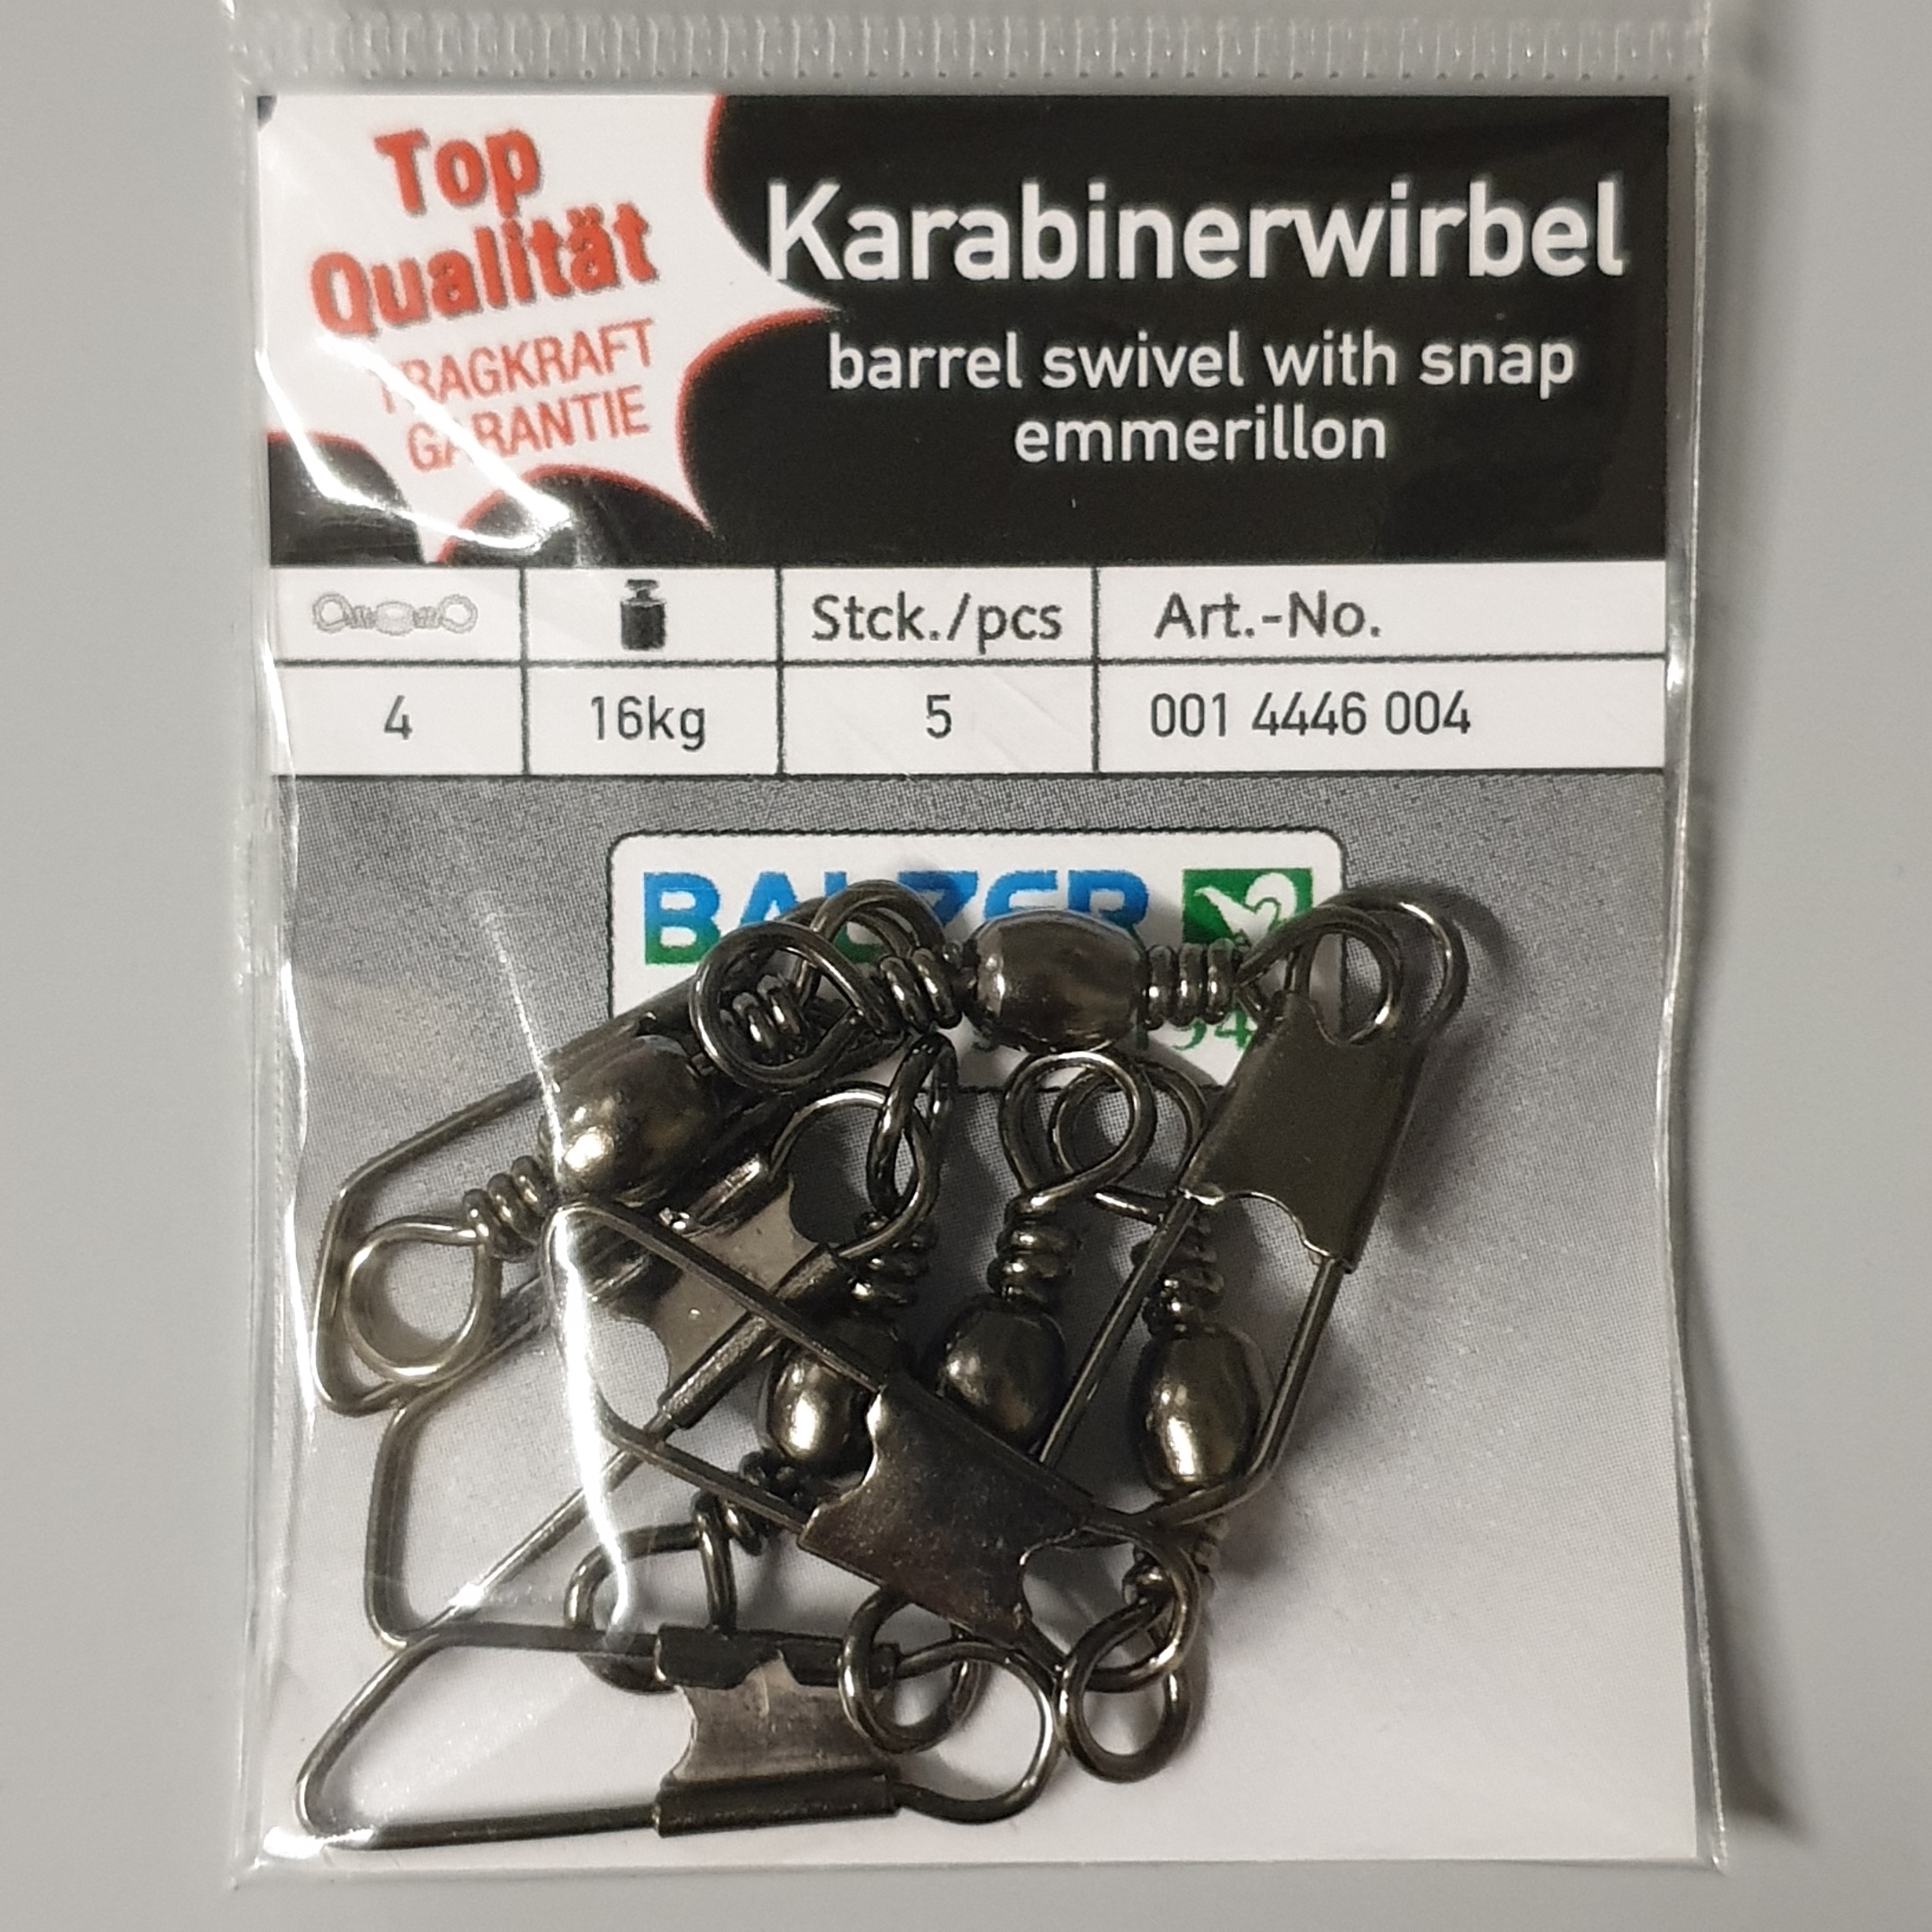 Top
Qualität
TRAGKRAFT
GARANTIE
Karabinerwirbel
barrel swivel with snap
emmerillon
Stck./pcs Art.-No.
4 16kg 5 001 4446 004
BALZER